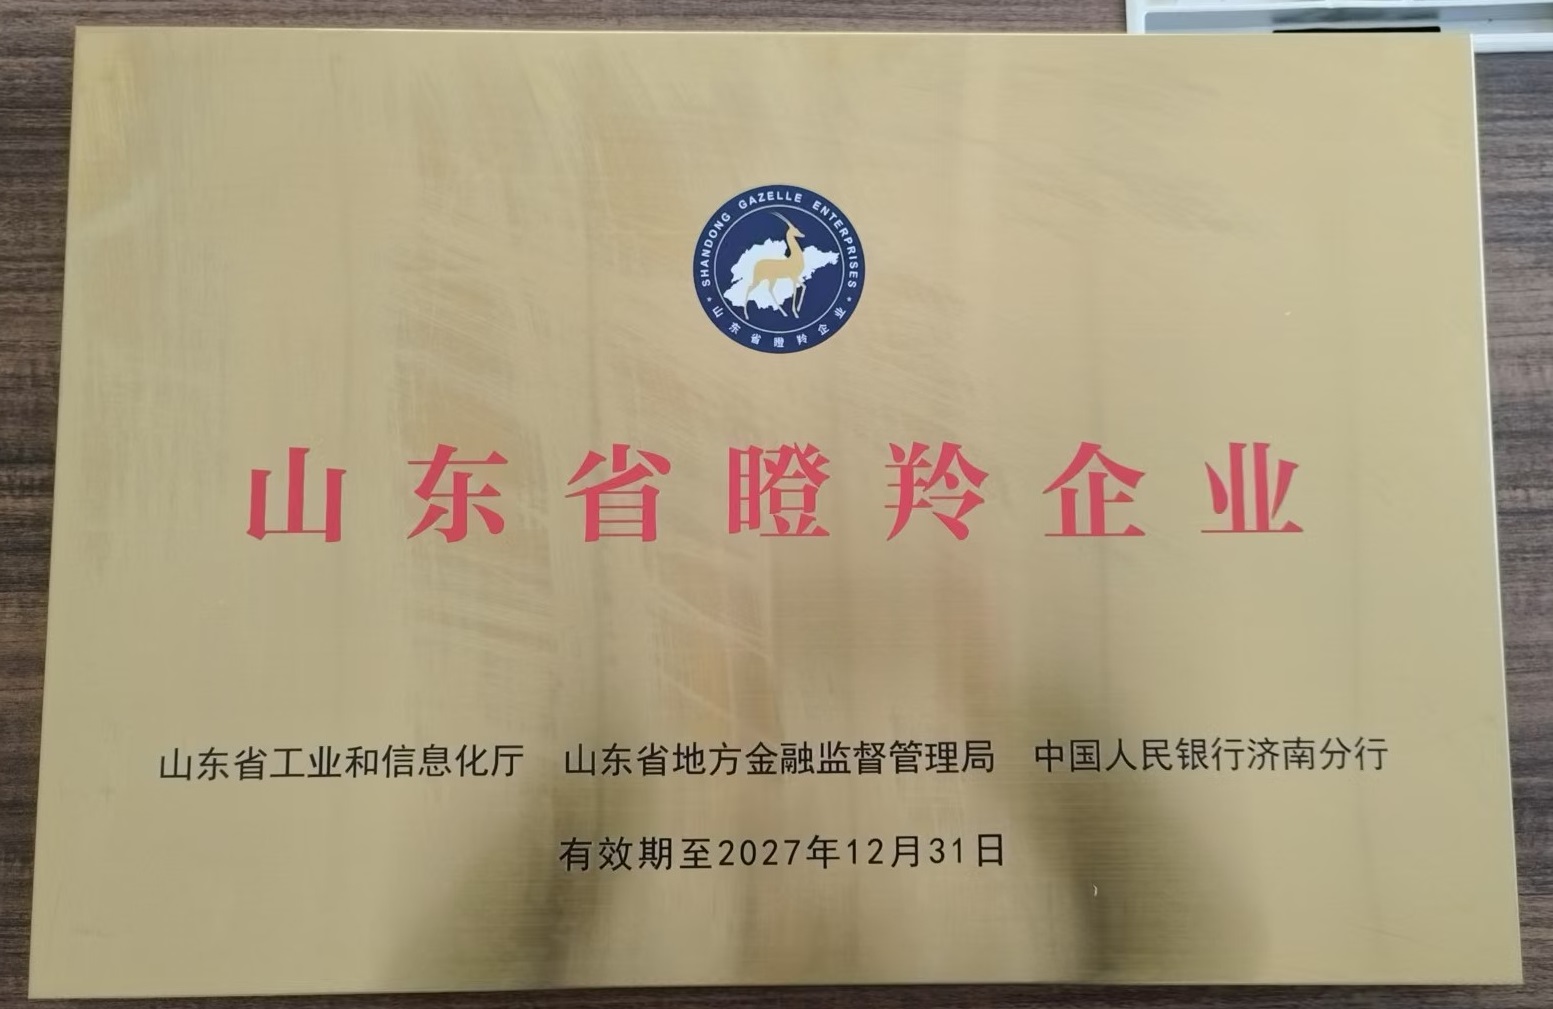 SHANDONG GAZELLE ENTERPRISES
山东省瞪羚企业
山东省瞪羚企业
山东省工业和信息化厅 山东省地方金融监督管理局 中国人民银行济南分行
有效期至2027年12月31日